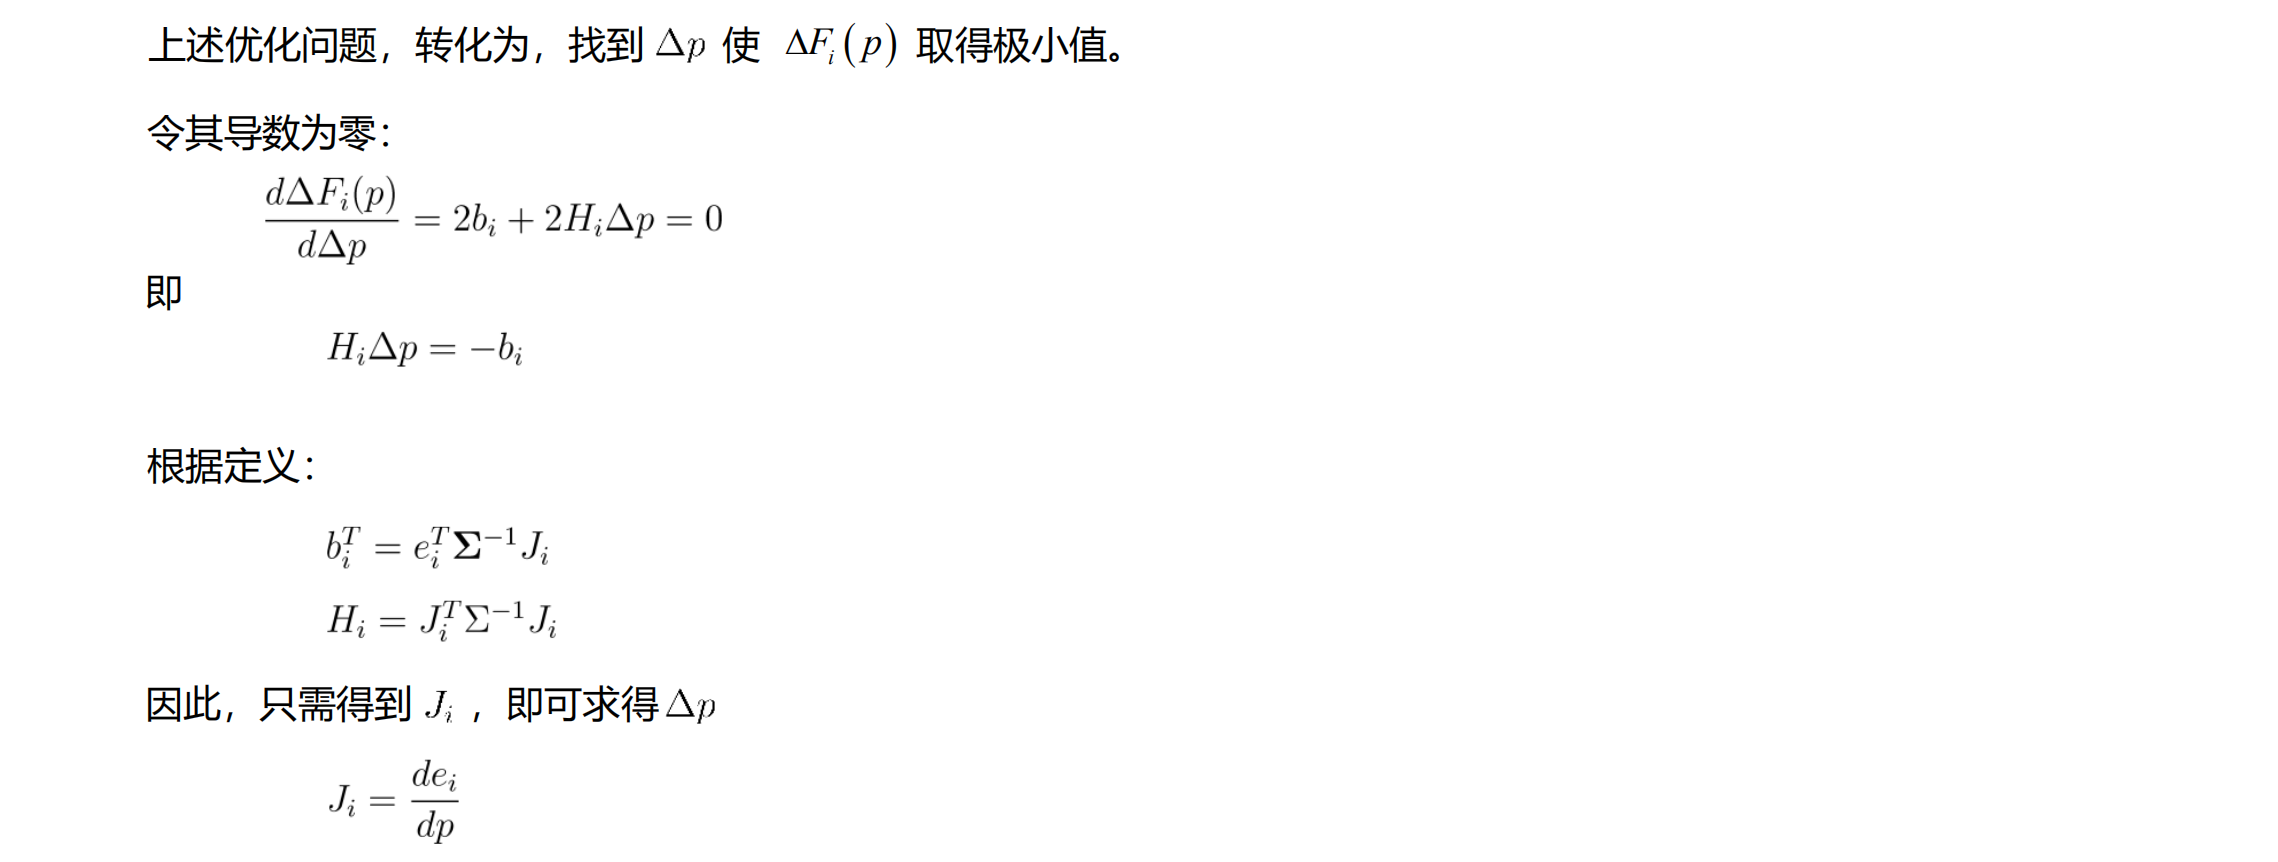 上述优化问题，转化为，找到 $\Delta p$ 使 $\Delta F_i(p)$ 取得极小值。
令其导数为零：
$\frac{d\Delta F_i(p)}{d\Delta p} = 2b_i + 2H_i\Delta p = 0$
即
$H_i\Delta p = -b_i$
根据定义：
$b_i^T = e_i^T \boldsymbol{\Sigma}^{-1} J_i$
$H_i = J_i^T \Sigma^{-1} J_i$
因此，只需得到 $J_i$ ，即可求得 $\Delta p$
$J_i = \frac{de_i}{dp}$